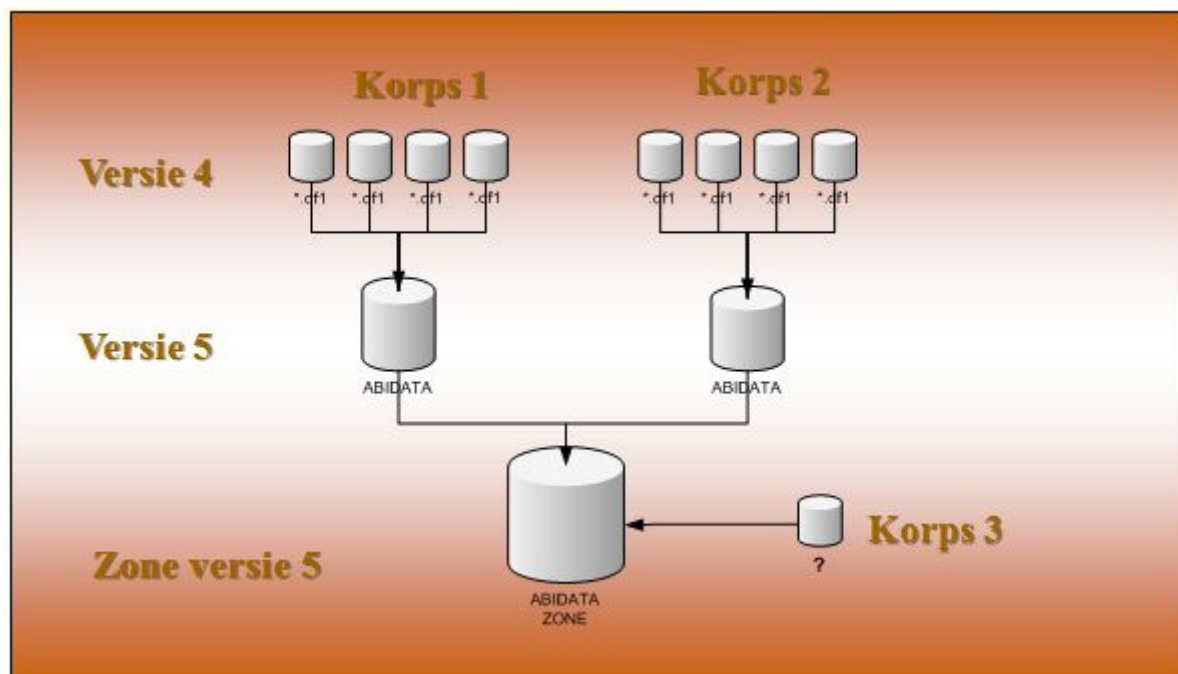 Korps 1
Korps 2
Versie 4
*.cf1 *.cf1 *.cf1 *.cf1
*.cf1 *.cf1 *.cf1 *.cf1
Versie 5
ABIDATA
ABIDATA
Korps 3
?
Zone versie 5
ABIDATA
ZONE